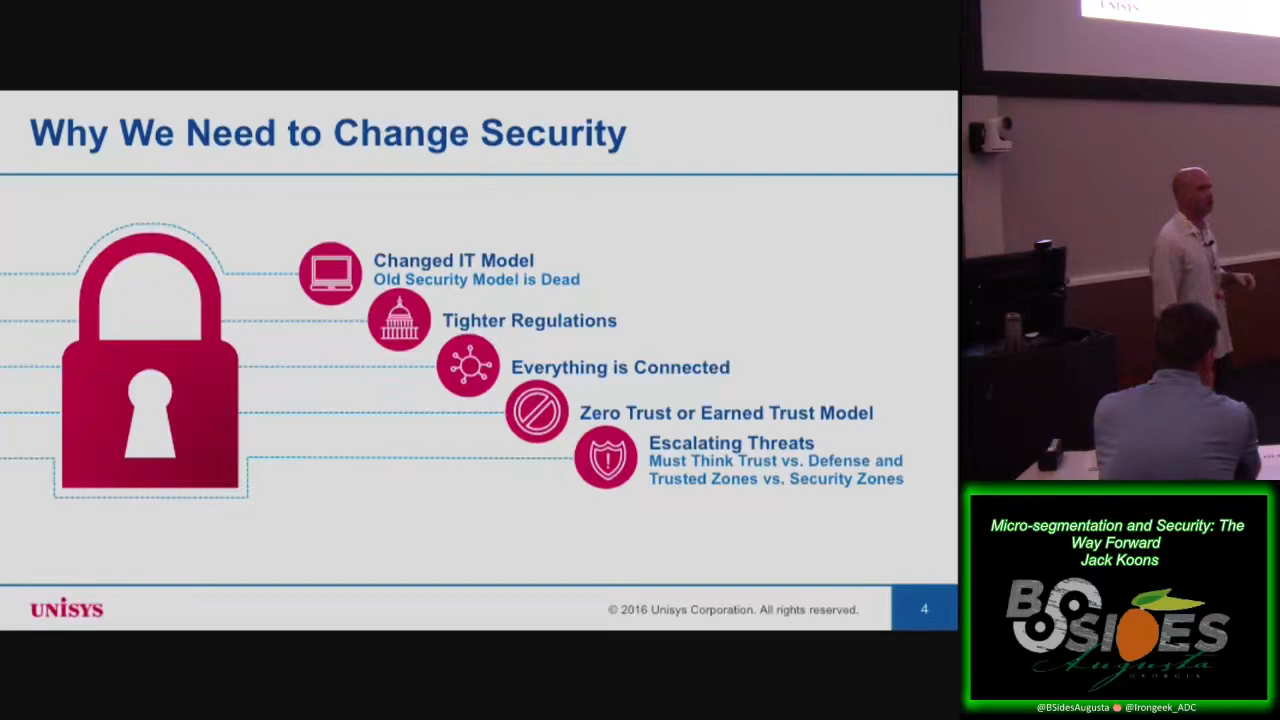 Why We Need to Change Security
Changed IT Model
Old Security Model is Dead
Tighter Regulations
Everything is Connected
Zero Trust or Earned Trust Model
Escalating Threats
Must Think Trust vs. Defense and
Trusted Zones vs. Security Zones
UNISYS
© 2016 Unisys Corporation. All rights reserved.
4
UNISYS
Micro-segmentation and Security: The
Way Forward
Jack Koons
BSIDES
Augusta
GEORGIA
@BSidesAugusta @Irongeek_ADC